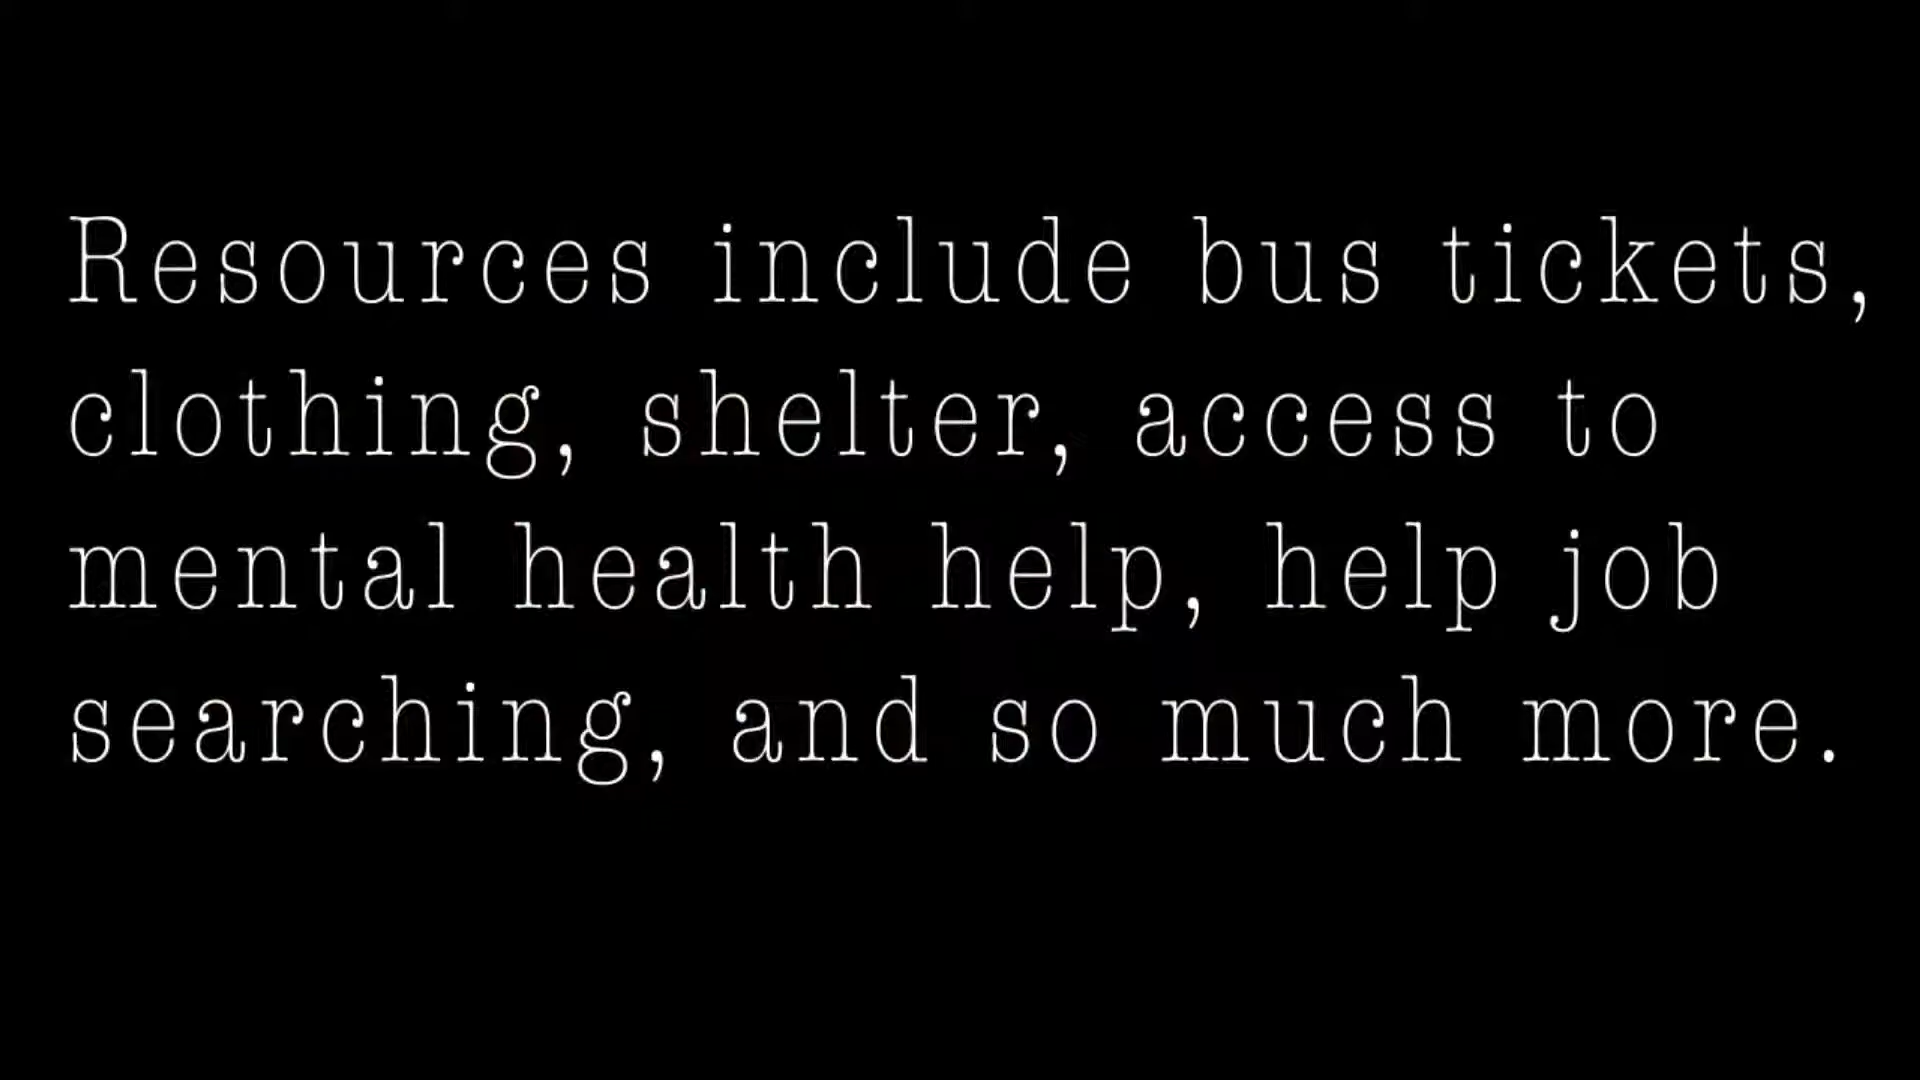 Resources include bus tickets,
clothing, shelter, access to
mental health help, help job
searching, and so much more.